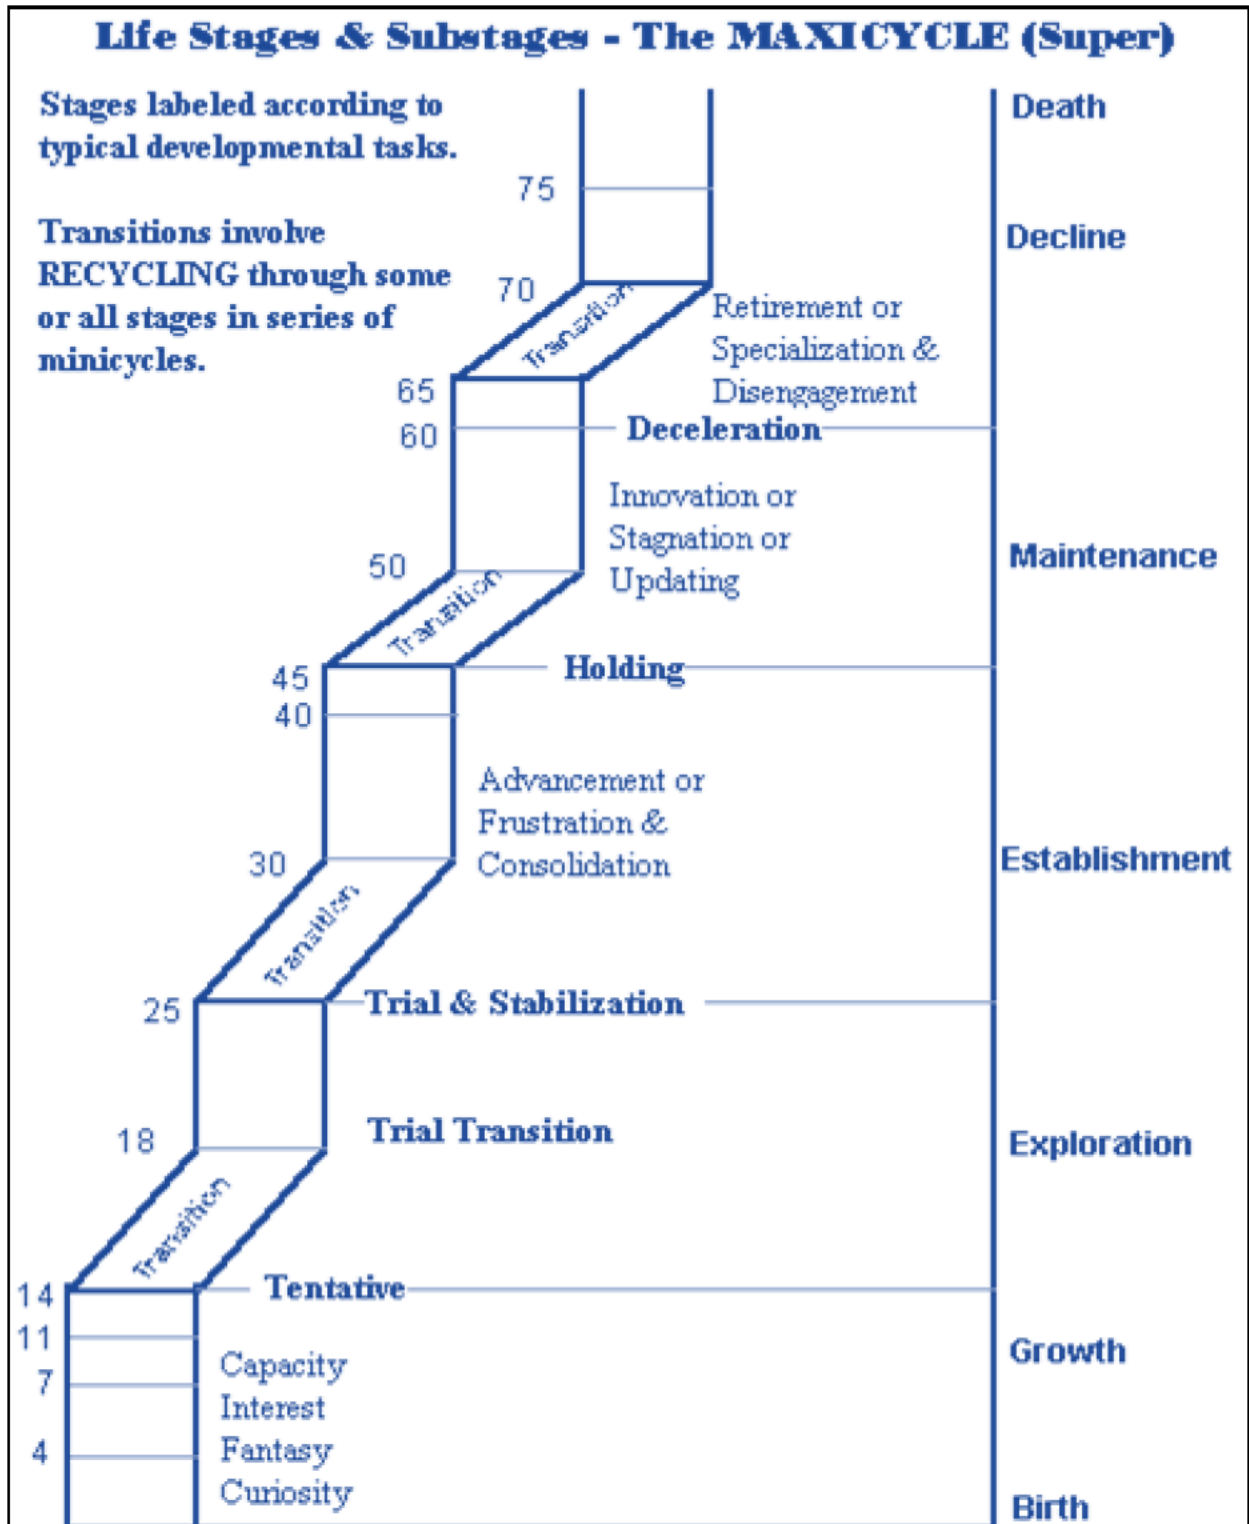 Life Stages & Substages - The MAXICYCLE (Super)
Stages labeled according to
typical developmental tasks.
Transitions involve
RECYCLING through some
or all stages in series of
minicycles.
Death
75
Decline
70
Transition
Retirement or
Specialization &
Disengagement
65
60
Deceleration
Innovation or
Stagnation or
Updating
Maintenance
50
Transition
45
Holding
40
Advancement or
Frustration &
Consolidation
Establishment
30
Transition
25
Trial & Stabilization
18
Trial Transition
Exploration
Transition
14
Tentative
11
Growth
7
4
Capacity
Interest
Fantasy
Curiosity
Birth